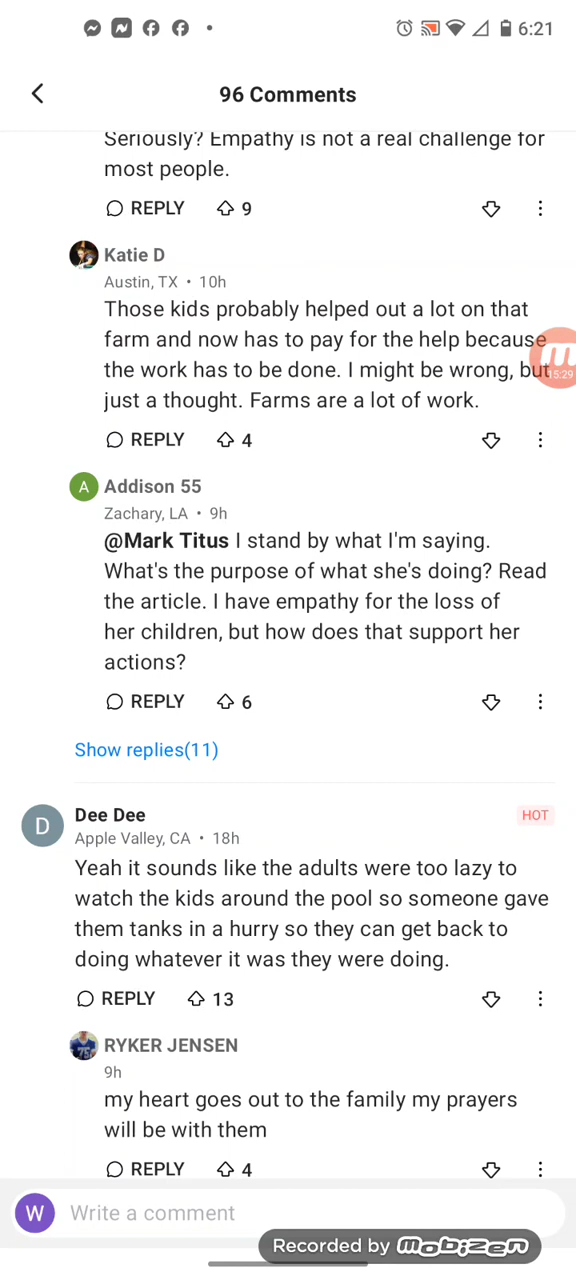 6:21
96 Comments
Seriously? Empathy is not a real challenge for
most people.
REPLY 9
Katie D
Austin, TX • 10h
Those kids probably helped out a lot on that
farm and now has to pay for the help because
the work has to be done. I might be wrong, but
15:29
just a thought. Farms are a lot of work.
REPLY 4
A Addison 55
Zachary, LA • 9h
@Mark Titus I stand by what I'm saying.
What's the purpose of what she's doing? Read
the article. I have empathy for the loss of
her children, but how does that support her
actions?
REPLY 6
Show replies(11)
D Dee Dee HOT
Apple Valley, CA • 18h
Yeah it sounds like the adults were too lazy to
watch the kids around the pool so someone gave
them tanks in a hurry so they can get back to
doing whatever it was they were doing.
REPLY 13
RYKER JENSEN
9h
my heart goes out to the family my prayers
will be with them
REPLY 4
W Write a comment
Recorded by mobizen